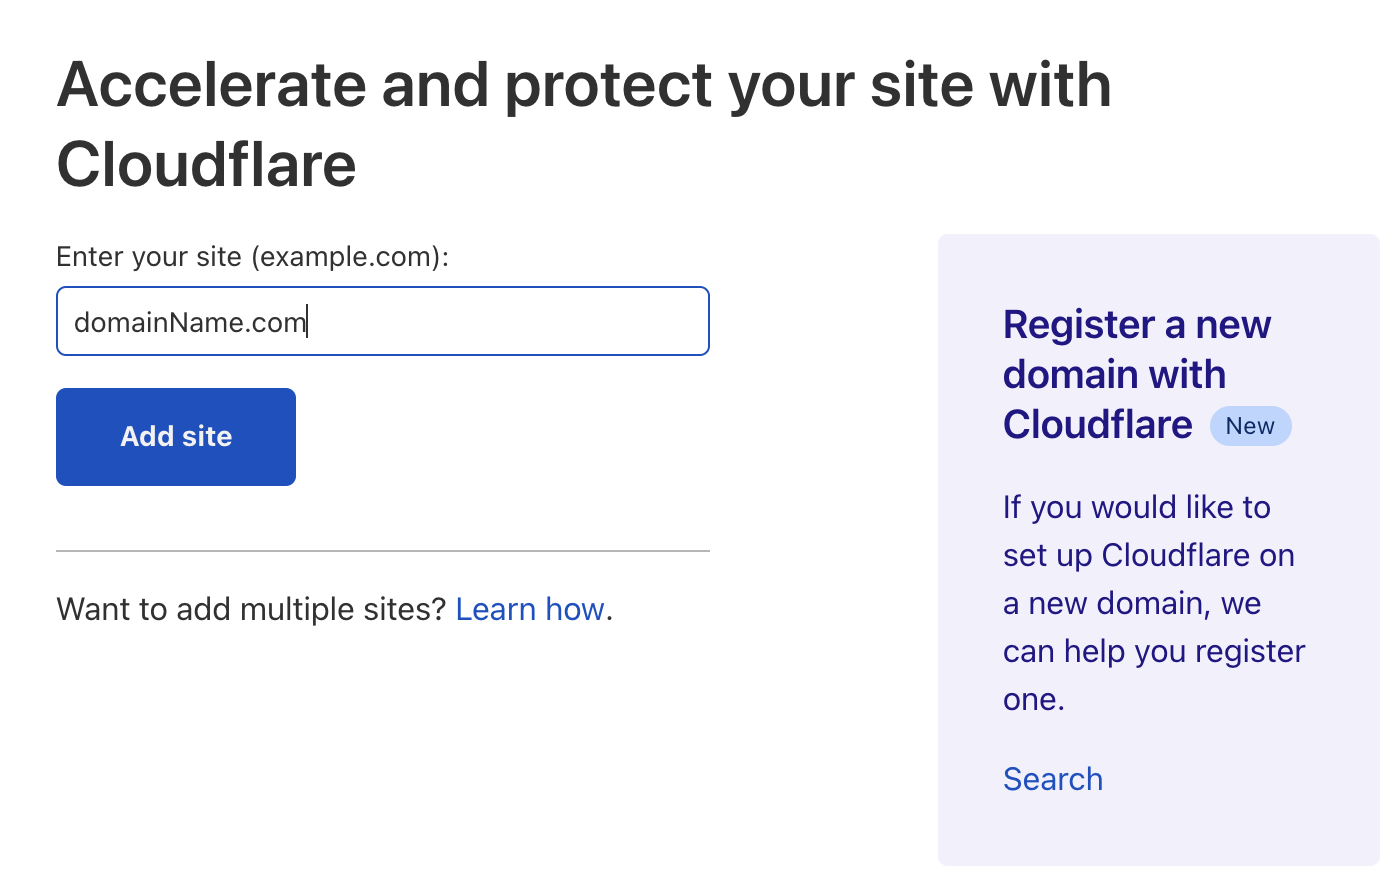 Accelerate and protect your site with
Cloudflare
Enter your site (example.com):
domainName.com
Add site
Want to add multiple sites? Learn how.
Register a new
domain with
Cloudflare New
If you would like to
set up Cloudflare on
a new domain, we
can help you register
one.
Search